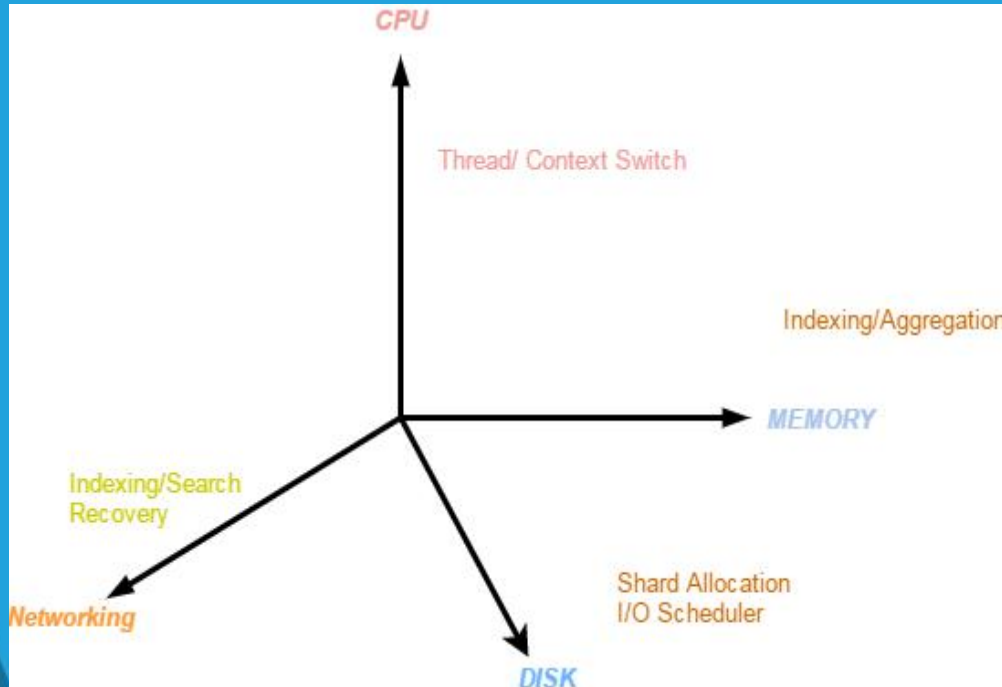 CPU
Thread/ Context Switch
Indexing/Aggregation
MEMORY
Indexing/Search
Recovery
Networking
Shard Allocation
I/O Scheduler
DISK